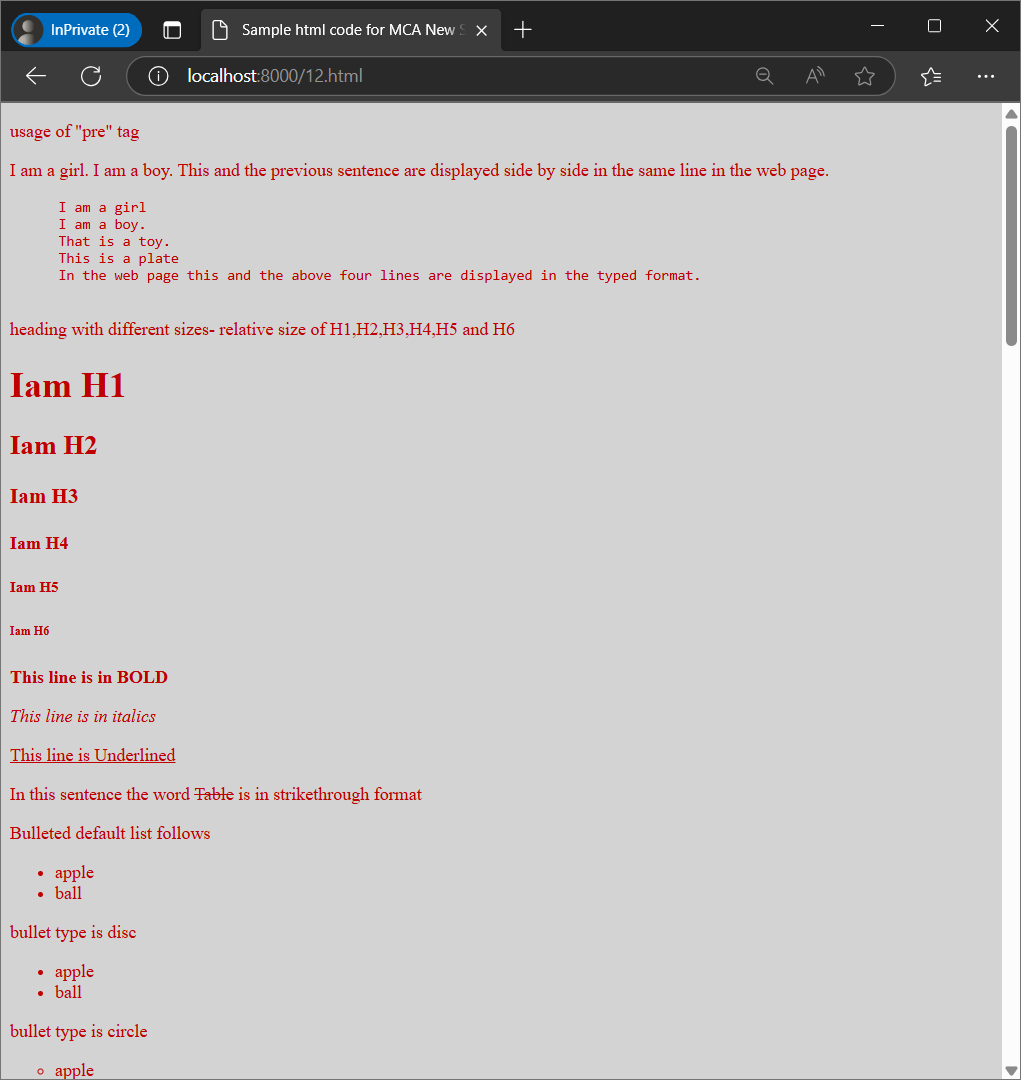 InPrivate (2)
Sample html code for MCA New
localhost:8000/12.html
usage of "pre" tag
I am a girl. I am a boy. This and the previous sentence are displayed side by side in the same line in the web page.
I am a girl
I am a boy.
That is a toy.
This is a plate
In the web page this and the above four lines are displayed in the typed format.
heading with different sizes- relative size of H1,H2,H3,H4,H5 and H6
Iam H1
Iam H2
Iam H3
Iam H4
Iam H5
Iam H6
This line is in BOLD
This line is in italics
This line is Underlined
In this sentence the word Table is in strikethrough format
Bulleted default list follows
apple
ball
bullet type is disc
apple
ball
bullet type is circle
apple